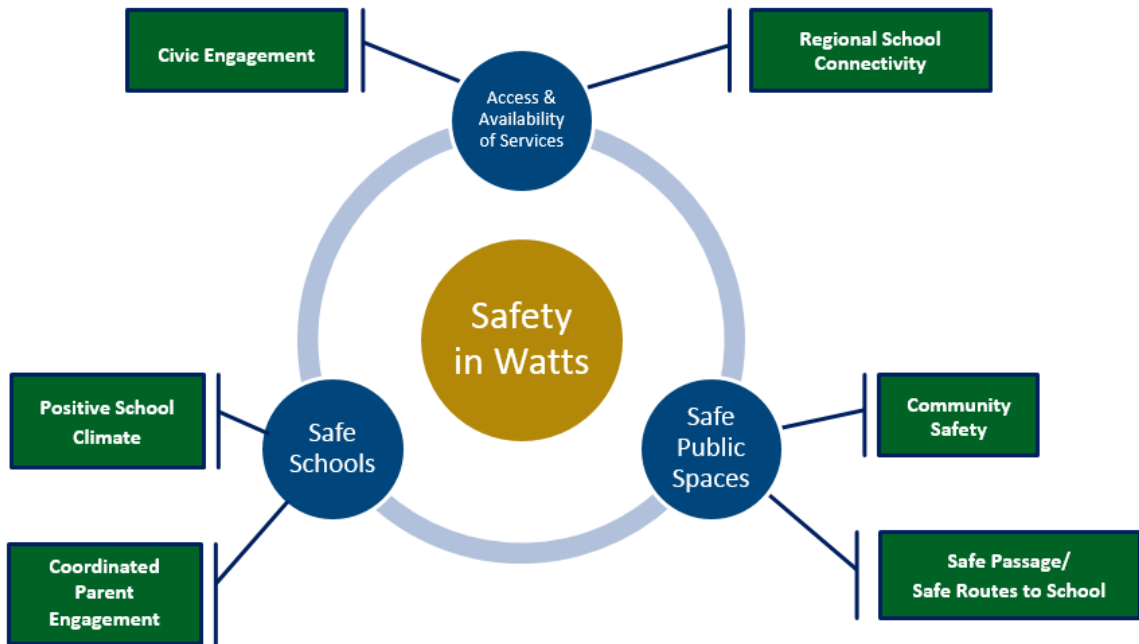 Civic Engagement
Regional School
Connectivity
Access &
Availability
of Services
Safety
in Watts
Positive School
Climate
Safe
Schools
Safe
Public
Spaces
Community
Safety
Coordinated
Parent
Engagement
Safe Passage/
Safe Routes to School